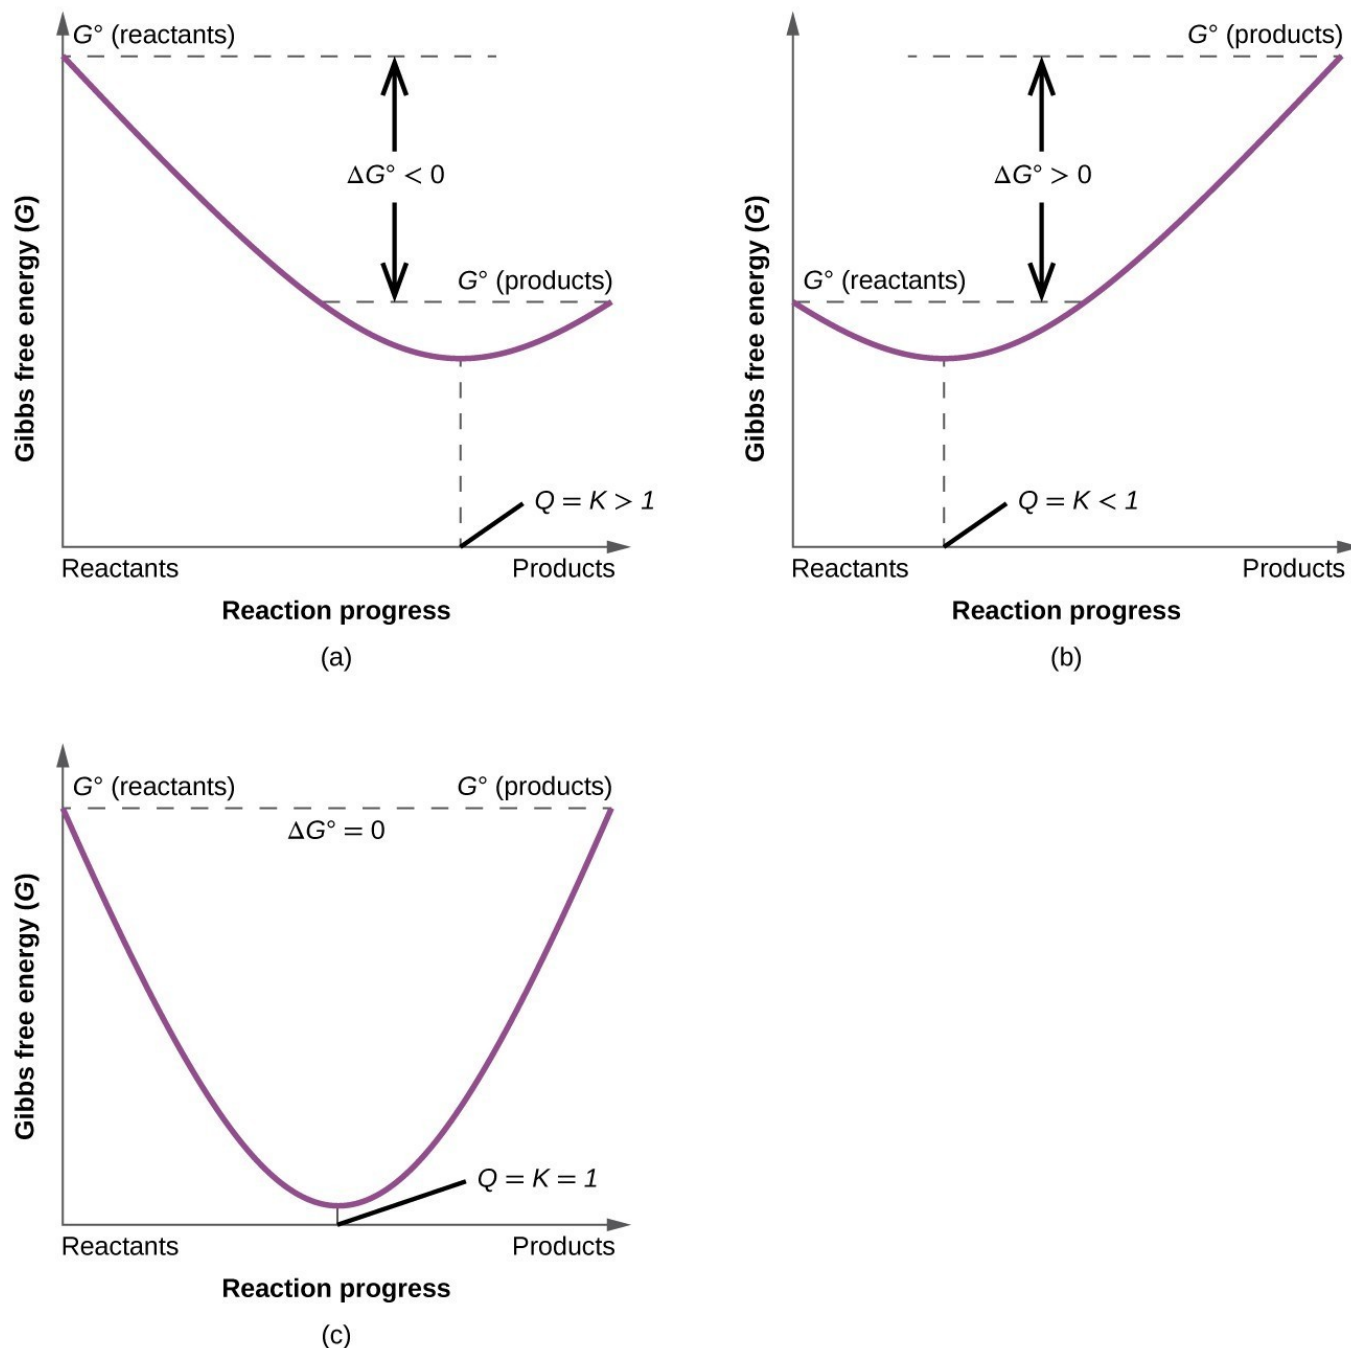 G° (reactants)
ΔG° < 0
G° (products)
Gibbs free energy (G)
Q = K > 1
Reactants
Products
Reaction progress
(a)
G° (products)
ΔG° > 0
G° (reactants)
Gibbs free energy (G)
Q = K < 1
Reactants
Products
Reaction progress
(b)
G° (reactants)
G° (products)
ΔG° = 0
Gibbs free energy (G)
Q = K = 1
Reactants
Products
Reaction progress
(c)